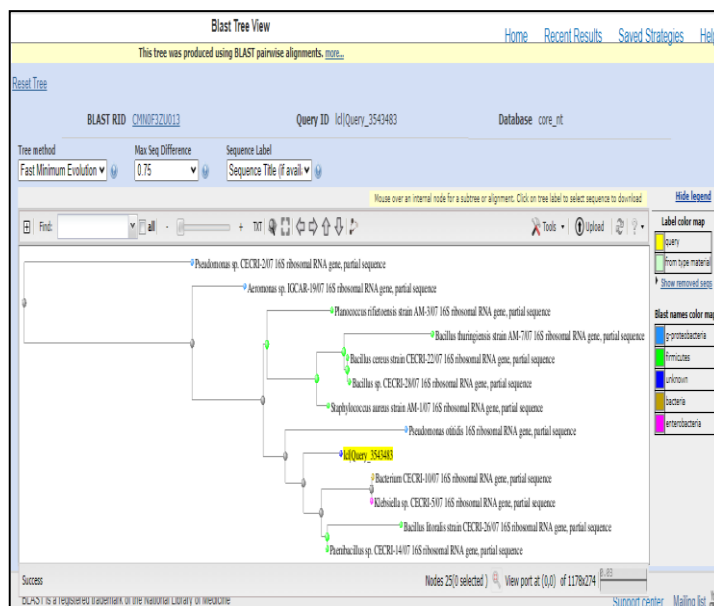 Blast Tree View
Home Recent Results Saved Strategies Help
This tree was produced using BLAST pairwise alignments. more...
Reset Tree
BLAST RID CMN0F3ZU013 Query ID lcl|Query_3543483 Database core_nt
Tree method Max Seq Difference Sequence Label
Fast Minimum Evolution 0.75 Sequence Title (if avail
Mouse over an internal node for a subtree or alignment. Click on tree label to select sequence to download Hide legend
Find: all - + TXT Tools Upload ?
Label color map
query
from type material
Show removed seqs
Blast names color map
g-proteobacteria
firmicutes
unknown
bacteria
enterobacteria
Pseudomonas sp. CECRI-2/07 16S ribosomal RNA gene, partial sequence
Aeromonas sp. IGCAR-19/07 16S ribosomal RNA gene, partial sequence
Planococcus rifietoensis strain AM-3/07 16S ribosomal RNA gene, partial sequence
Bacillus thuringiensis strain AM-7/07 16S ribosomal RNA gene, partial sequence
Bacillus cereus strain CECRI-22/07 16S ribosomal RNA gene, partial sequence
Bacillus sp. CECRI-28/07 16S ribosomal RNA gene, partial sequence
Staphylococcus aureus strain AM-1/07 16S ribosomal RNA gene, partial sequence
Pseudomonas otitidis 16S ribosomal RNA gene, partial sequence
lcl|Query_3543483
Bacterium CECRI-10/07 16S ribosomal RNA gene, partial sequence
Klebsiella sp. CECRI-5/07 16S ribosomal RNA gene, partial sequence
Bacillus litoralis strain CECRI-26/07 16S ribosomal RNA gene, partial sequence
Paenibacillus sp. CECRI-14/07 16S ribosomal RNA gene, partial sequence
Success Nodes 25(0 selected) View port at (0,0) of 1178x274
BLAST is a registered trademark of the National Library of Medicine Support center Mailing list